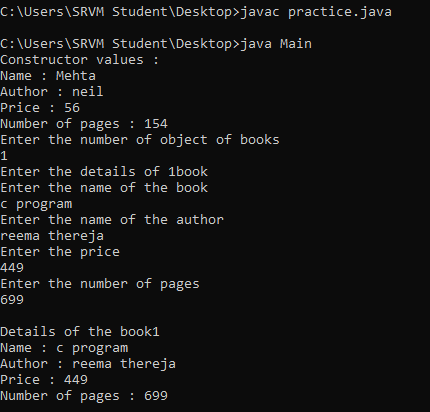 C:\Users\SRVM Student\Desktop>javac practice.java
C:\Users\SRVM Student\Desktop>java Main
Constructor values :
Name : Mehta
Author : neil
Price : 56
Number of pages : 154
Enter the number of object of books
1
Enter the details of 1book
Enter the name of the book
c program
Enter the name of the author
reema thereja
Enter the price
449
Enter the number of pages
699
Details of the book1
Name : c program
Author : reema thereja
Price : 449
Number of pages : 699